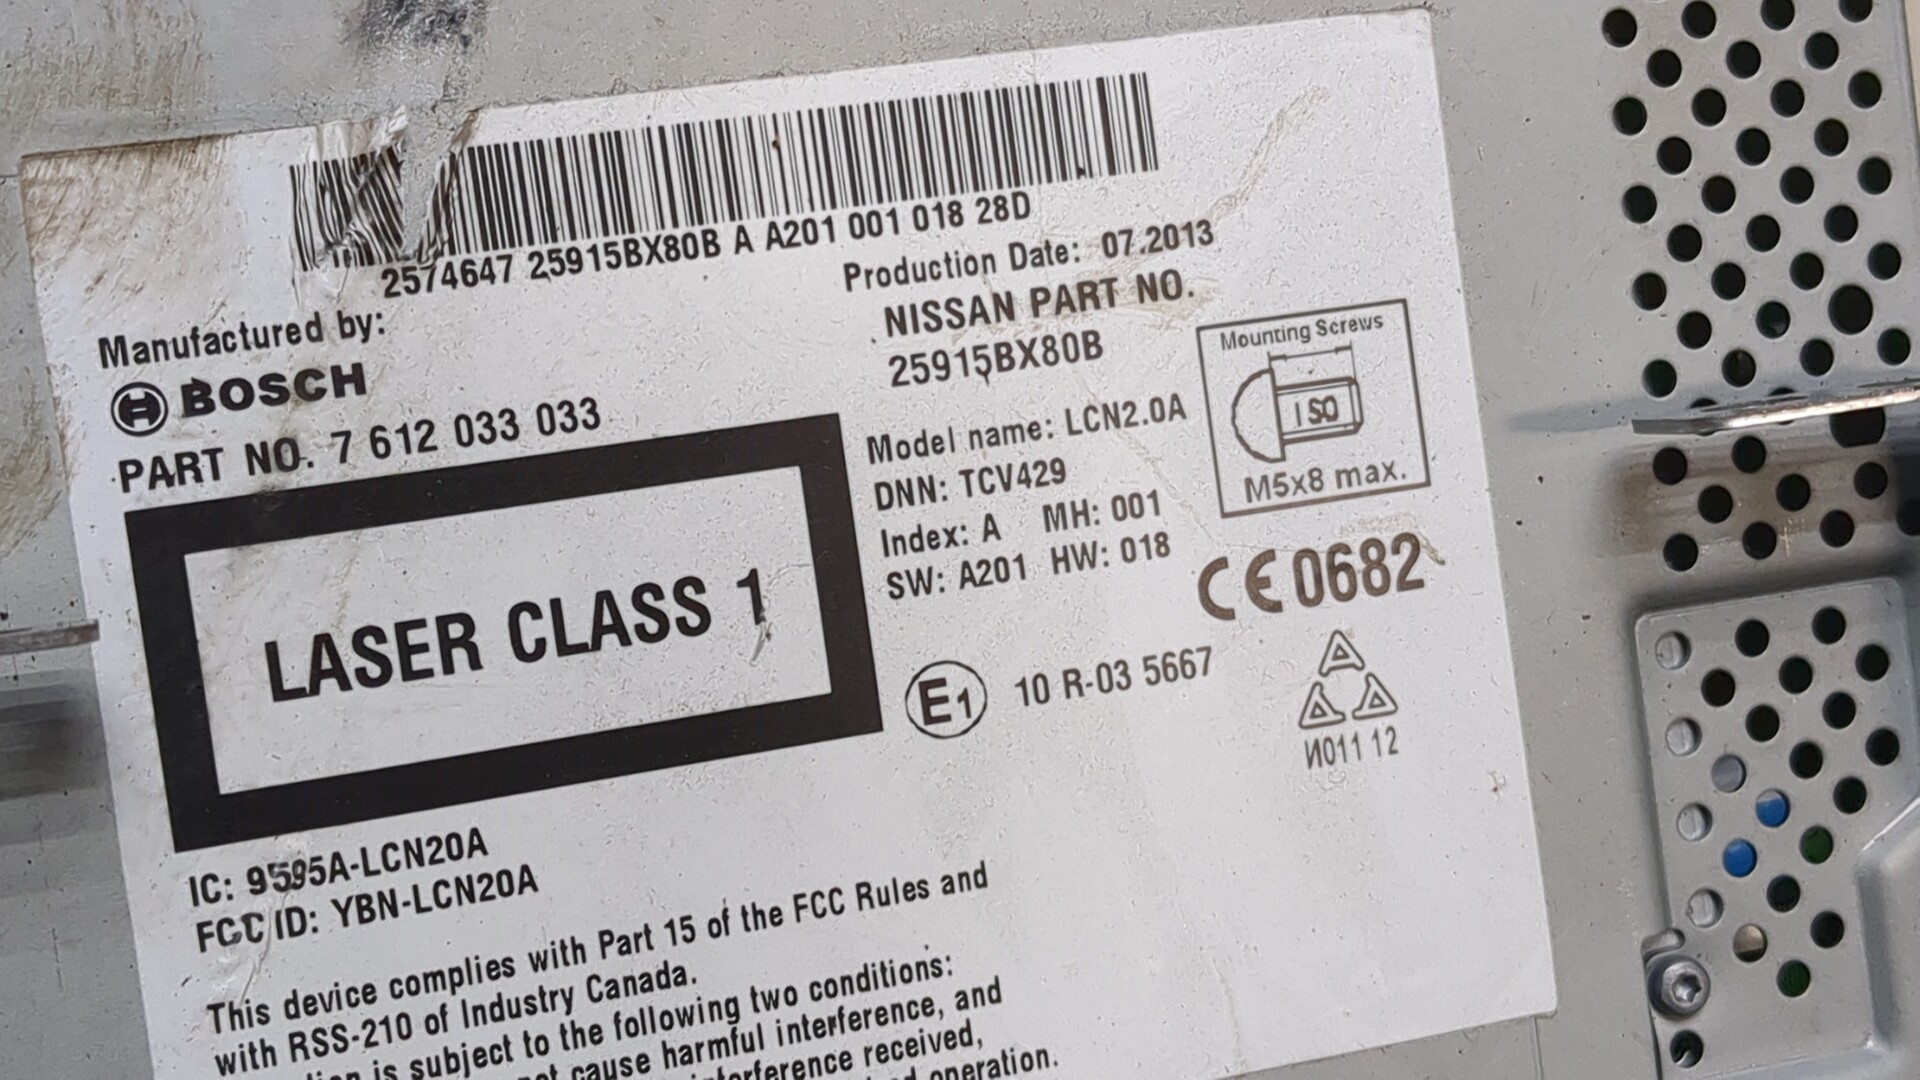 2574647 25915BX80B A A201 001 018 28D
Manufactured by:
BOSCH
PART NO. 7 612 033 033
LASER CLASS 1
Production Date: 07.2013
NISSAN PART NO.
25915BX80B
Model name: LCN2.0A
DNN: TCV429
Index: A MH: 001
SW: A201 HW: 018
Mounting Screws
ISO
M5x8 max.
CE0682
E1 10 R-03 5667
И011 12
IC: 9595A-LCN20A
FCC ID: YBN-LCN20A
This device complies with Part 15 of the FCC Rules and
with RSS-210 of Industry Canada.
is subject to the following two conditions:
cause harmful interference, and
received,
operation.